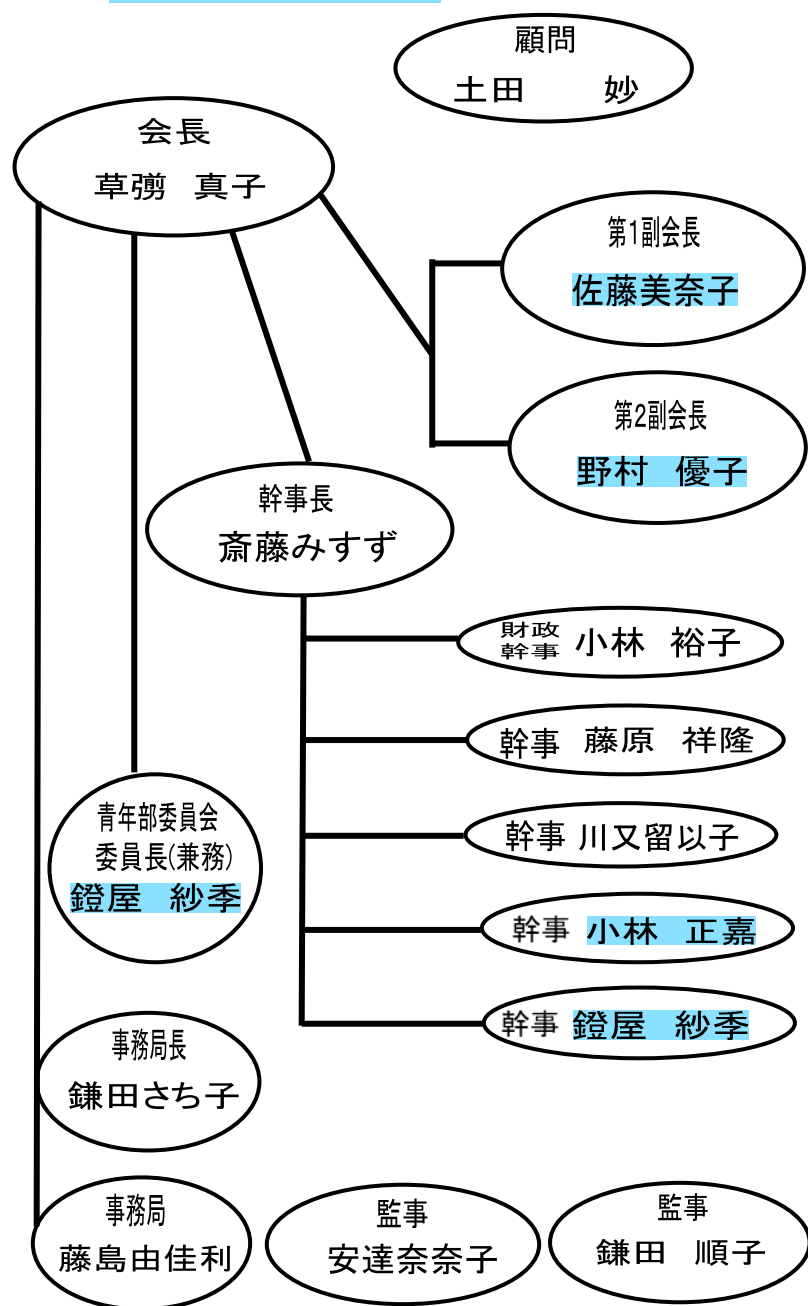 顧問
土田　　妙
会長
草彅　真子
第1副会長
佐藤美奈子
第2副会長
野村　優子
幹事長
斎藤みすず
財政
幹事 小林　裕子
幹事　藤原　祥隆
幹事 川又留以子
幹事 小林　正嘉
幹事 鐙屋　紗季
青年部委員会
委員長(兼務)
鐙屋　紗季
事務局長
鎌田さち子
事務局
藤島由佳利
監事
安達奈奈子
監事
鎌田　順子